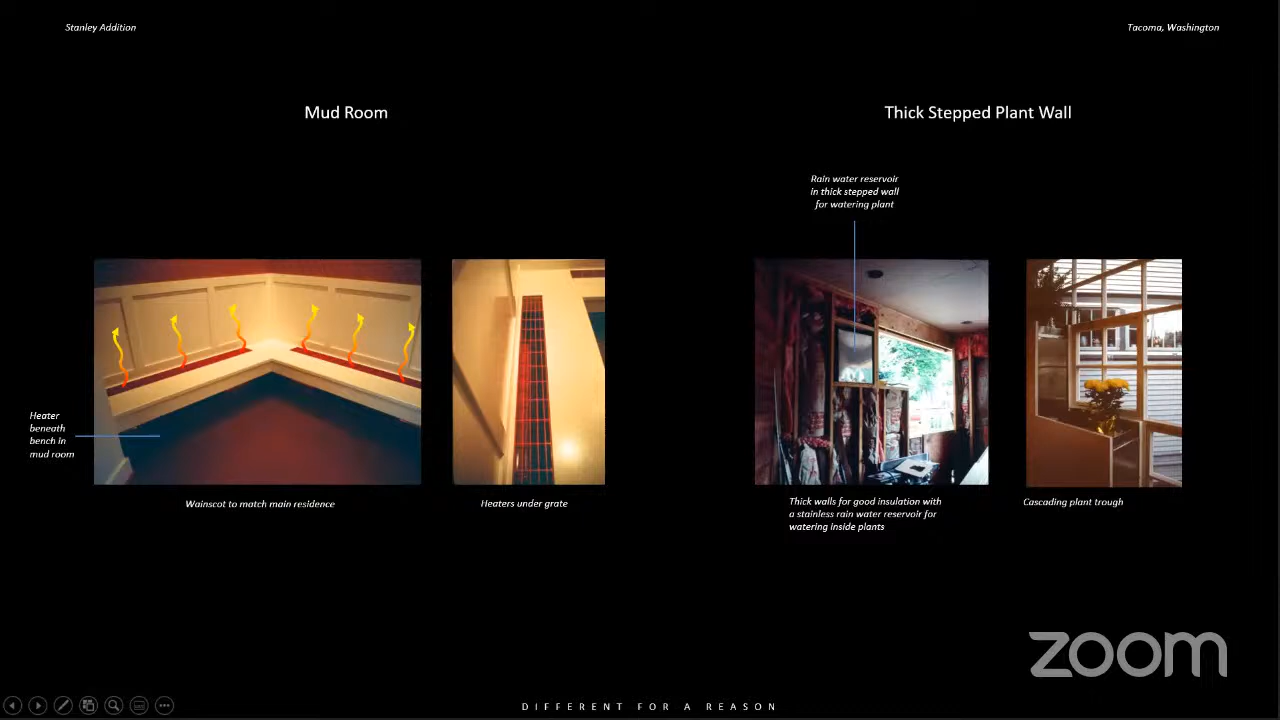 Stanley Addition
Tacoma, Washington
Mud Room
Thick Stepped Plant Wall
Rain water reservoir
in thick stepped wall
for watering plant
Heater
beneath
bench in
mud room
Wainscot to match main residence
Heaters under grate
Thick walls for good insulation with
a stainless rain water reservoir for
watering inside plants
Cascading plant trough
zoom
DIFFERENT FOR A REASON